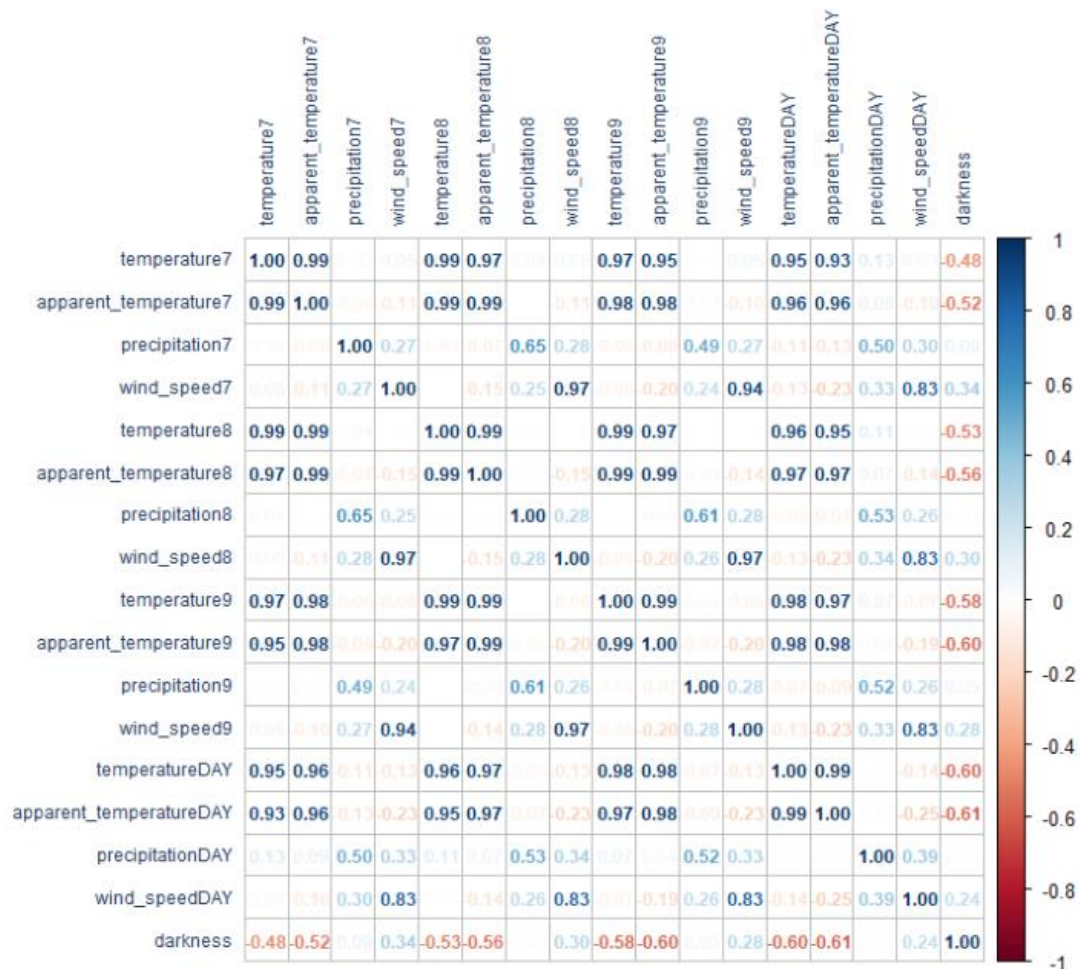 temperature7
apparent_temperature7
precipitation7
wind_speed7
temperature8
apparent_temperature8
precipitation8
wind_speed8
temperature9
apparent_temperature9
precipitation9
wind_speed9
temperatureDAY
apparent_temperatureDAY
precipitationDAY
wind_speedDAY
darkness
temperature7 1.00 0.99 0.99 0.97 0.97 0.95 0.95 0.93 0.13 -0.48
apparent_temperature7 0.99 1.00 -0.11 0.99 0.99 -0.11 0.98 0.98 -0.10 0.96 0.96 0.09 -0.10 -0.52
precipitation7 1.00 0.27 0.65 0.28 0.49 0.27 -0.11 -0.13 0.50 0.30 0.09
wind_speed7 -0.11 0.27 1.00 -0.15 0.25 0.97 -0.20 0.24 0.94 -0.13 -0.23 0.33 0.83 0.34
temperature8 0.99 0.99 1.00 0.99 0.99 0.97 0.96 0.95 0.11 -0.53
apparent_temperature8 0.97 0.99 -0.15 0.99 1.00 -0.15 0.99 0.99 -0.14 0.97 0.97 -0.14 -0.56
precipitation8 0.65 0.25 1.00 0.28 0.61 0.28 0.53 0.26
wind_speed8 -0.11 0.28 0.97 -0.15 0.28 1.00 -0.20 0.26 0.97 -0.13 -0.23 0.34 0.83 0.30
temperature9 0.97 0.98 0.99 0.99 1.00 0.99 0.98 0.97 -0.58
apparent_temperature9 0.95 0.98 -0.20 0.97 0.99 -0.20 0.99 1.00 -0.20 0.98 0.98 -0.19 -0.60
precipitation9 0.49 0.24 0.61 0.26 1.00 0.28 -0.09 0.52 0.26
wind_speed9 -0.10 0.27 0.94 -0.14 0.28 0.97 -0.20 0.28 1.00 -0.13 -0.23 0.33 0.83 0.28
temperatureDAY 0.95 0.96 -0.11 -0.13 0.96 0.97 -0.13 0.98 0.98 -0.13 1.00 0.99 -0.14 -0.60
apparent_temperatureDAY 0.93 0.96 -0.13 -0.23 0.95 0.97 -0.23 0.97 0.98 -0.09 -0.23 0.99 1.00 -0.25 -0.61
precipitationDAY 0.13 0.09 0.50 0.33 0.11 0.53 0.34 0.52 0.33 1.00 0.39
wind_speedDAY -0.10 0.30 0.83 -0.14 0.26 0.83 -0.19 0.26 0.83 -0.14 -0.25 0.39 1.00 0.24
darkness -0.48 -0.52 0.09 0.34 -0.53 -0.56 0.30 -0.58 -0.60 0.28 -0.60 -0.61 0.24 1.00
1
0.8
0.6
0.4
0.2
0
-0.2
-0.4
-0.6
-0.8
-1